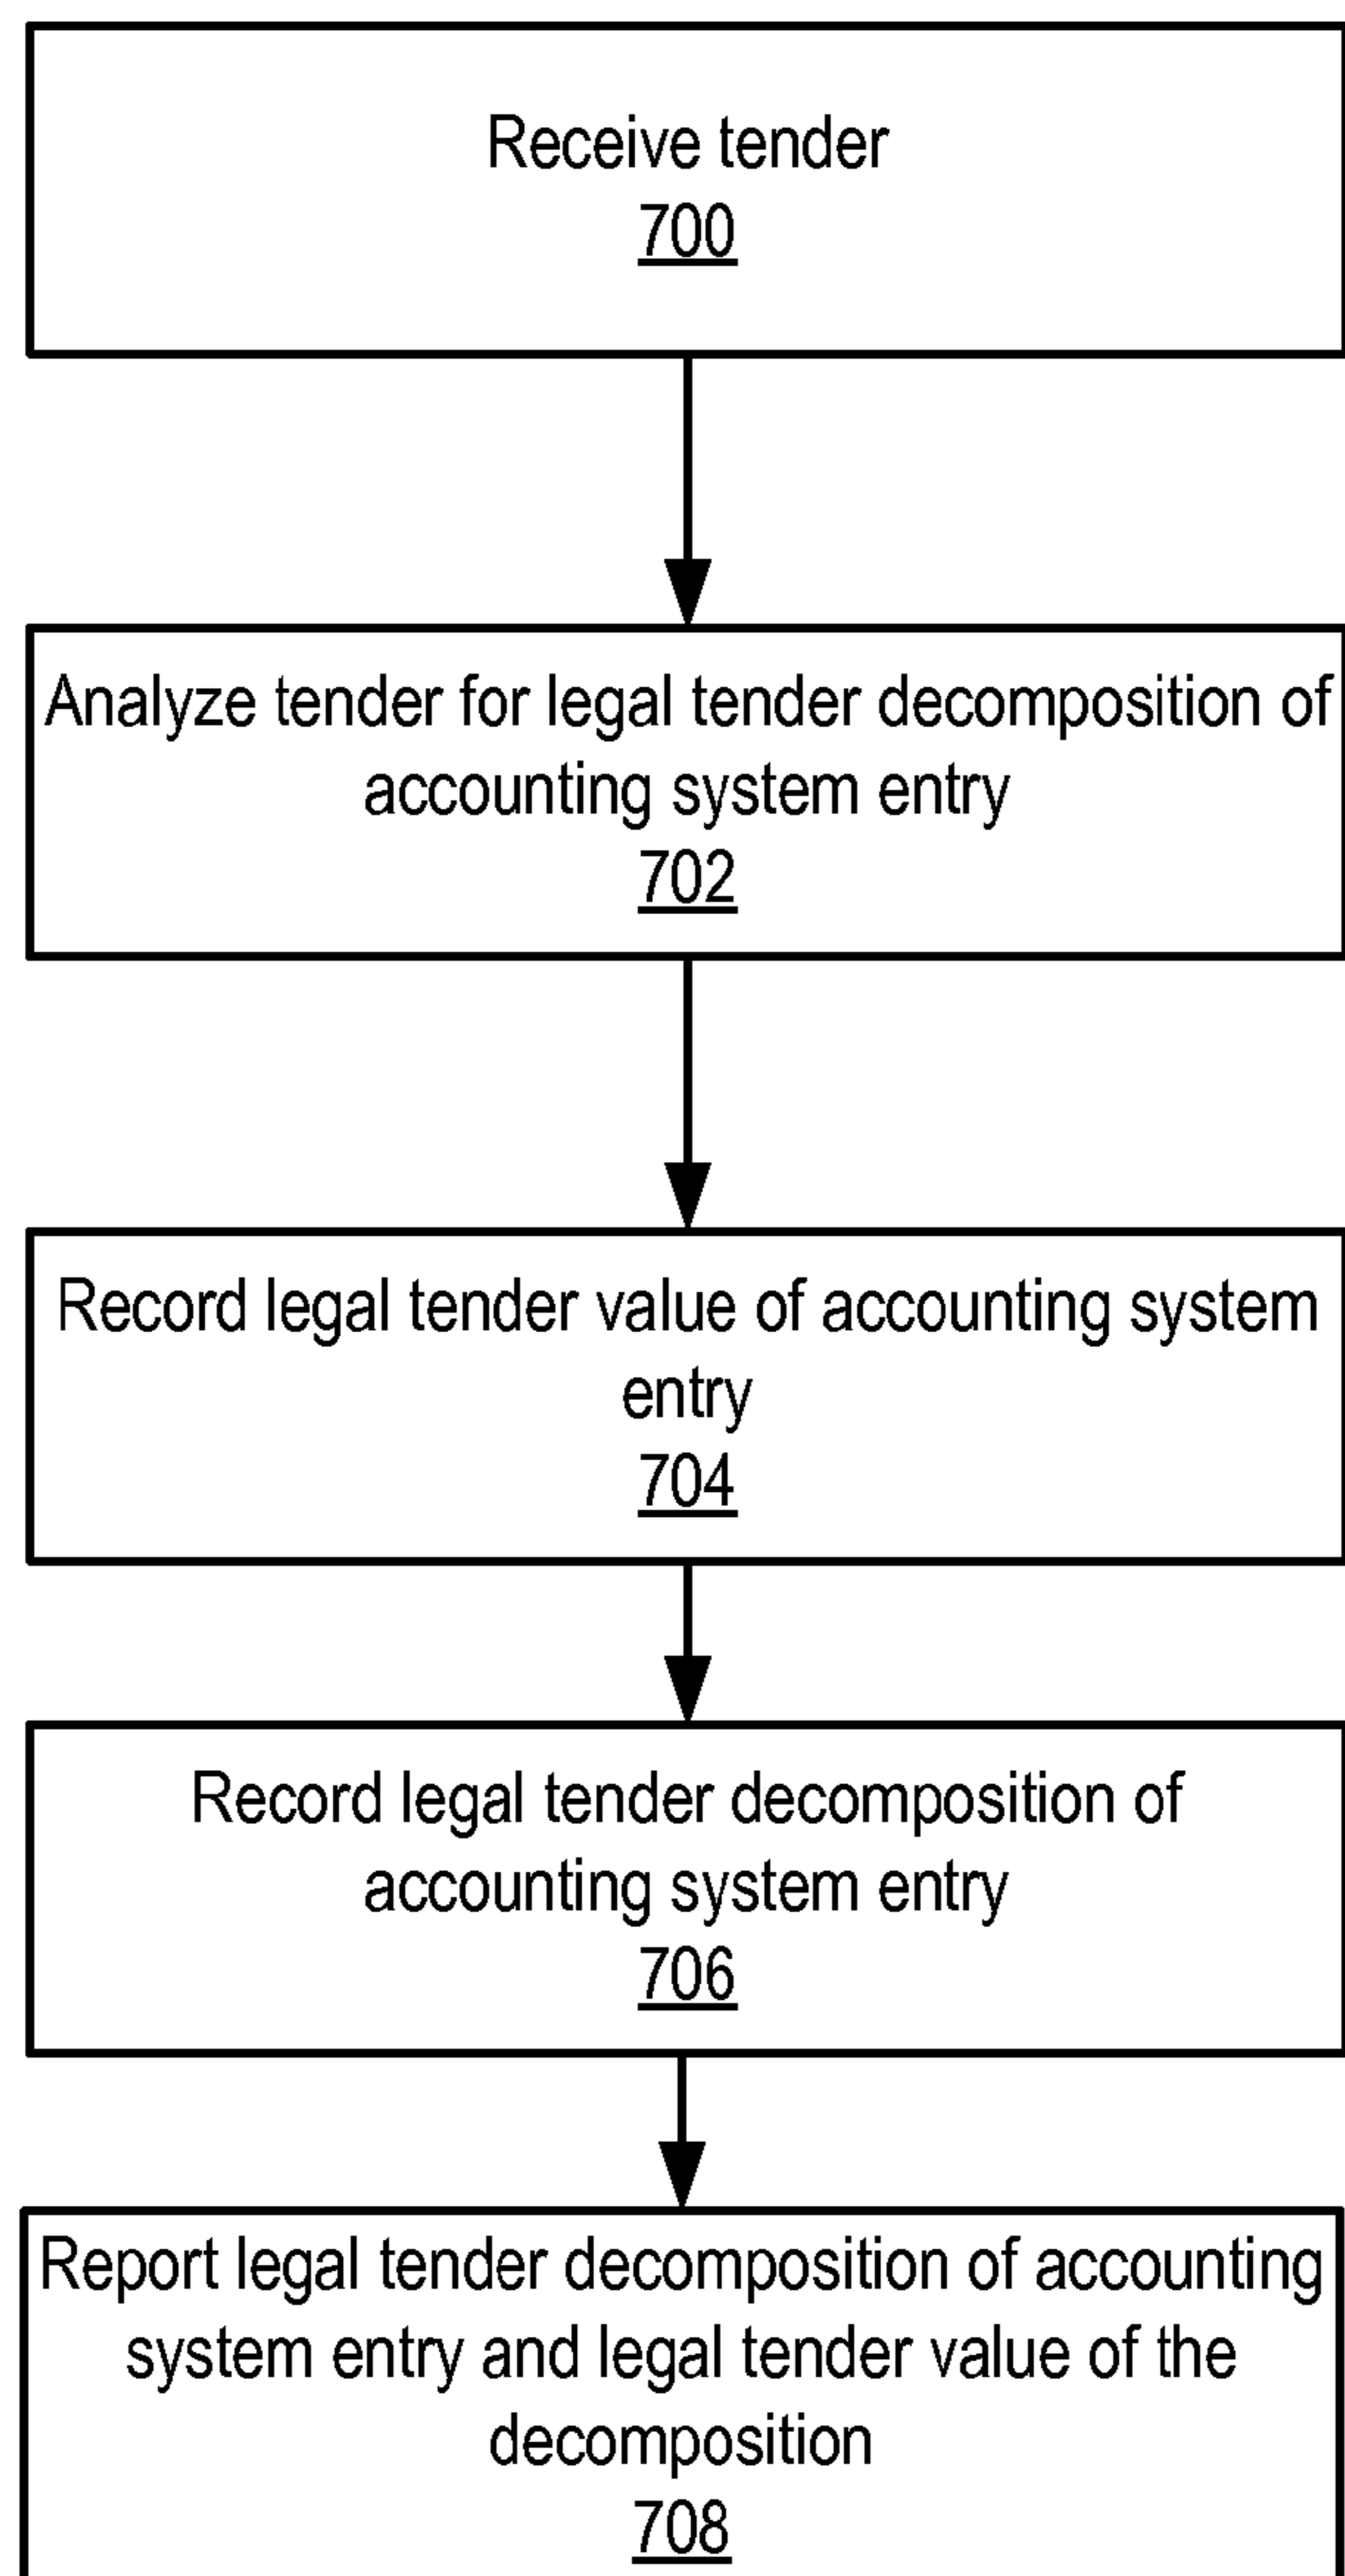 Receive tender
700
Analyze tender for legal tender decomposition of
accounting system entry
702
Record legal tender value of accounting system
entry
704
Record legal tender decomposition of
accounting system entry
706
Report legal tender decomposition of accounting
system entry and legal tender value of the
decomposition
708